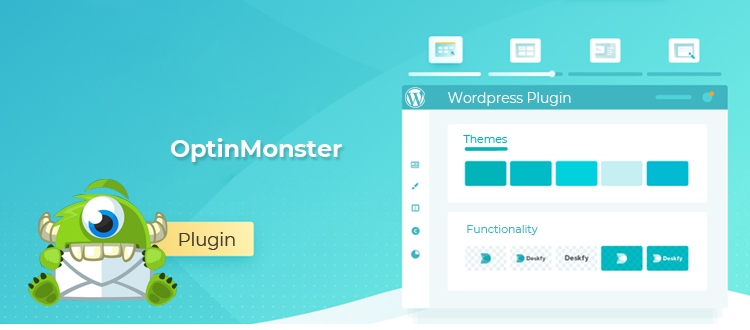 OptinMonster
Plugin
Wordpress Plugin
Themes
Functionality
Deskfy
Deskfy
Deskfy